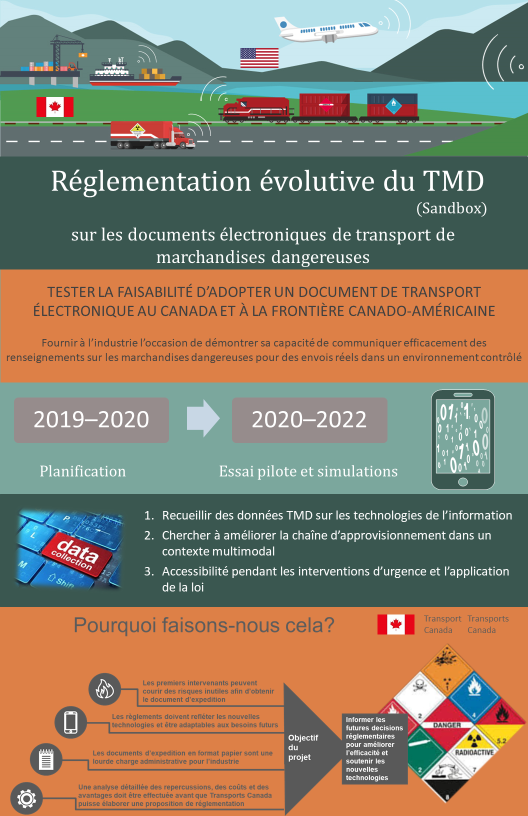 Réglementation évolutive du TMD
(Sandbox)
sur les documents électroniques de transport de
marchandises dangereuses
TESTER LA FAISABILITÉ D'ADOPTER UN DOCUMENT DE TRANSPORT
ÉLECTRONIQUE AU CANADA ET À LA FRONTIÈRE CANADO-AMÉRICAINE
Fournir à l'industrie l'occasion de démontrer sa capacité de communiquer efficacement des
renseignements sur les marchandises dangereuses pour des envois réels dans un environnement contrôlé
2019–2020
2020–2022
Planification
Essai pilote et simulations
data
collection
Shift
1. Recueillir des données TMD sur les technologies de l'information
2. Chercher à améliorer la chaîne d'approvisionnement dans un
contexte multimodal
3. Accessibilité pendant les interventions d'urgence et l'application
de la loi
Pourquoi faisons-nous cela?
Transport Transports
Canada Canada
Les premiers intervenants peuvent
courir des risques inutiles afin d'obtenir
le document d'expedition
Les règlements doivent refléter les nouvelles
technologies et être adaptables aux besoins futurs
Les documents d'expedition en format papier sont une
lourde charge administrative pour l'industrie
Une analyse détaillée des repercussions, des coûts et des
avantages doit être effectuée avant que Transports Canada
puisse élaborer une proposition de réglementation
Objectif
du
projet
Informer les
futures decisions
réglementaires
pour améliorer
l'efficacité et
soutenir les
nouvelles
technologies
DANGER
RADIOACTIVE
5.2